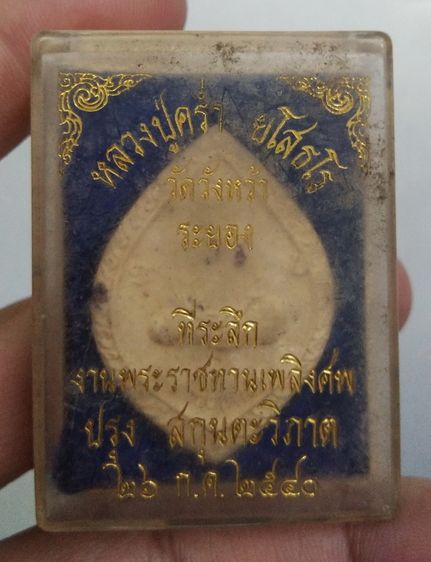 หลวงปู่คร่ำ ยโสธโร
วัดวังหว้า
ระยอง
ที่ระลึก
งานพระราชทานเพลิงศพ
ปรุง สกุนตะวิภาต
๒๖ ก.ค. ๒๕๔๐